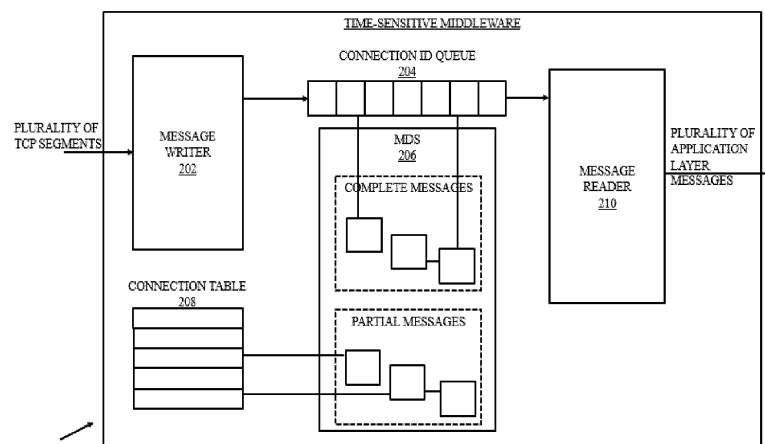 TIME-SENSITIVE MIDDLEWARE
CONNECTION ID QUEUE
204
PLURALITY OF
TCP SEGMENTS
MESSAGE
WRITER
202
MDS
206
COMPLETE MESSAGES
MESSAGE
READER
210
PLURALITY OF
APPLICATION
LAYER
MESSAGES
CONNECTION TABLE
208
PARTIAL MESSAGES